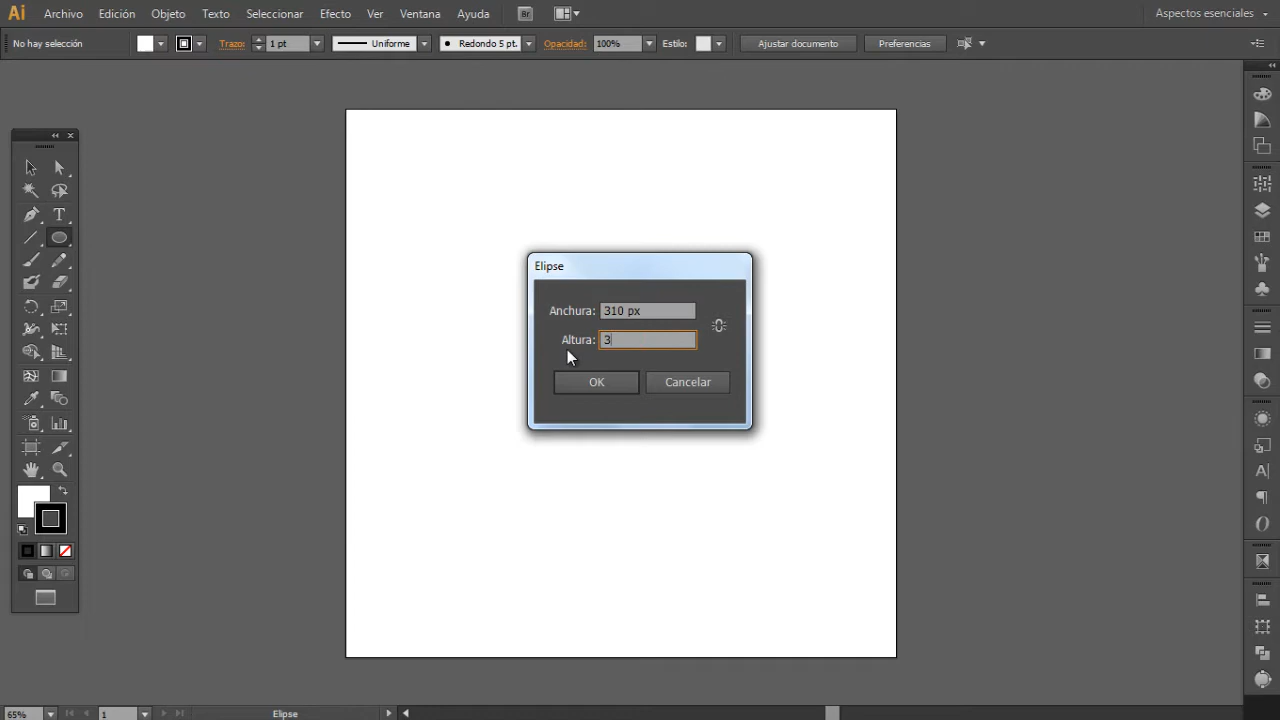 Ai Archivo Edición Objeto Texto Seleccionar Efecto Ver Ventana Ayuda Br Aspectos esenciales
No hay selección Trazo: 1 pt Uniforme Redondo 5 pt. Opacidad: 100% Estilo: Ajustar documento Preferencias
Elipse
Anchura: 310 px
Altura: 3
OK Cancelar
65% 1 Elipse